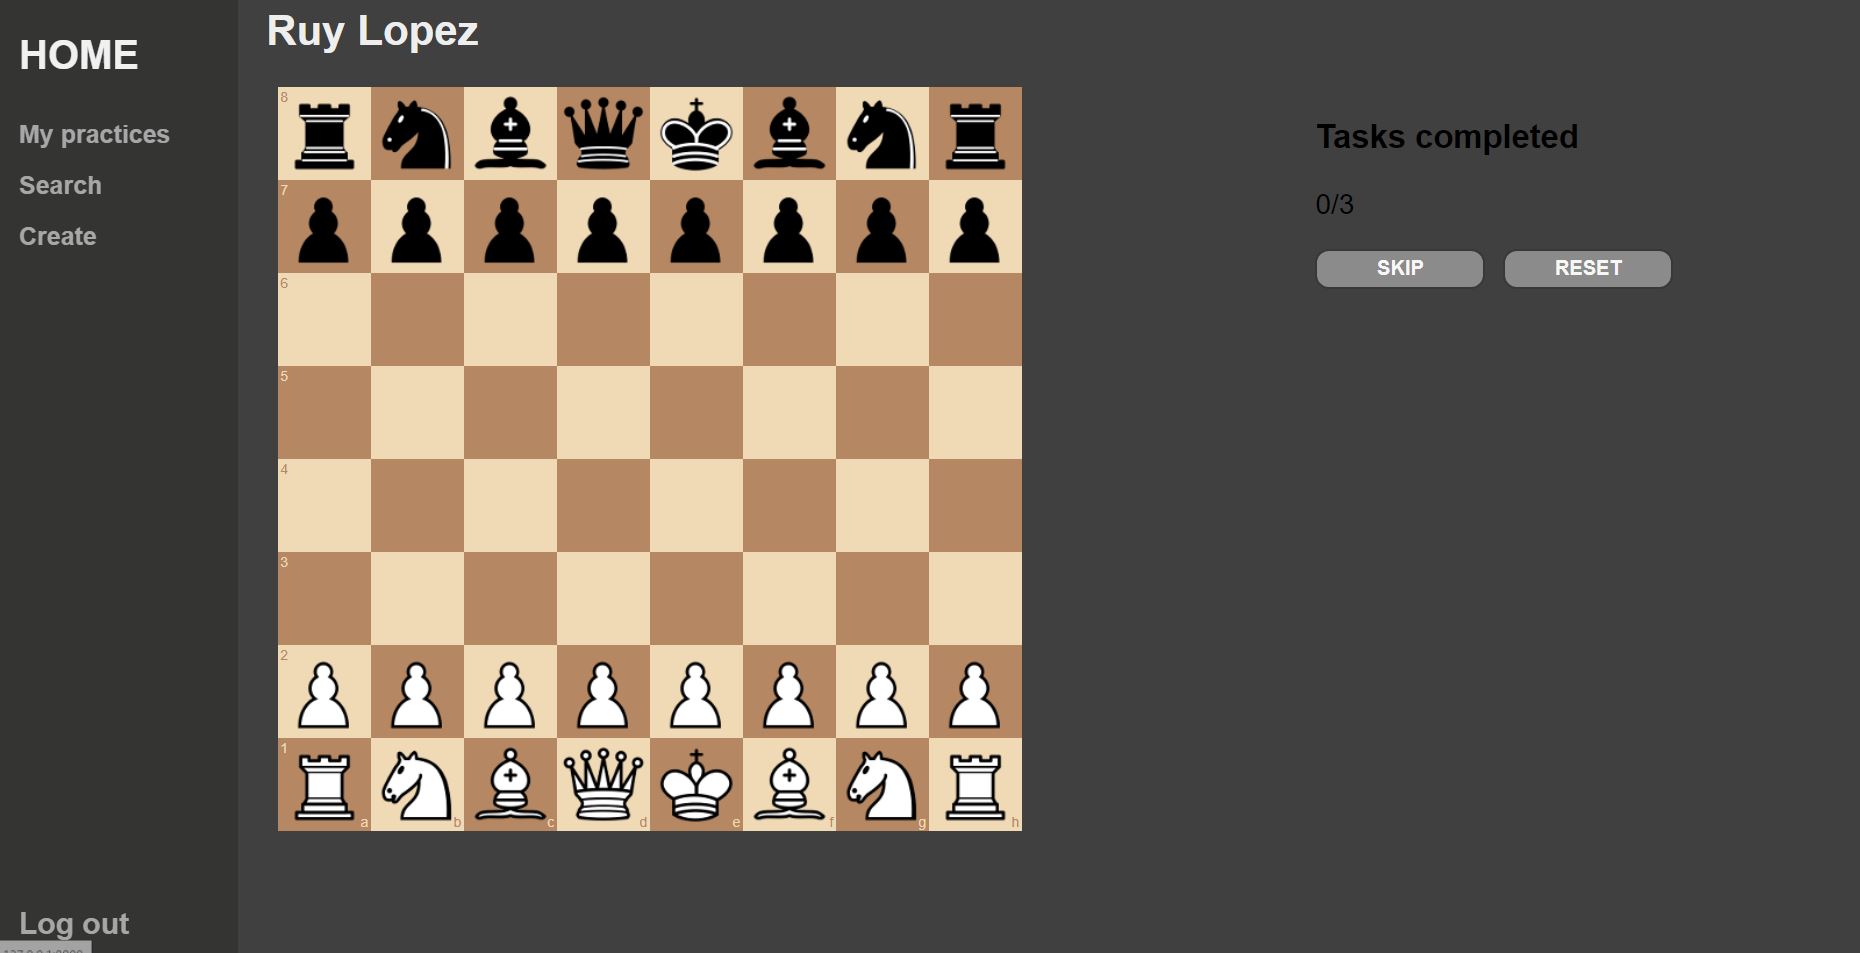 HOME
My practices
Search
Create
Log out
Ruy Lopez
8
7
6
5
4
3
2
1
a b c d e f g h
Tasks completed
0/3
SKIP RESET